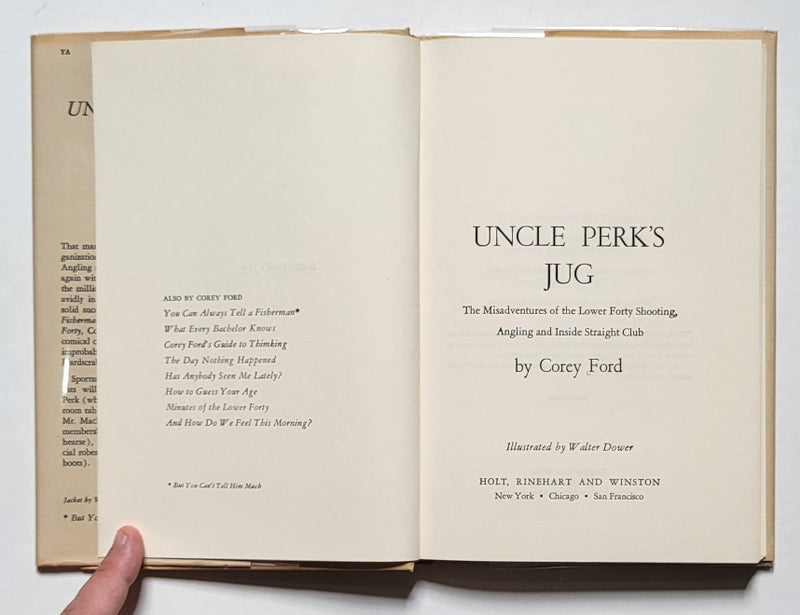 YA
UN
That ma
ganizatio
Angling
again wit
the milli
avidly in
solid suc
Fisherma
Forty, Co
comical c
improbab
Hardscra
Sports
sts will
Perk (wh
room tab
Mr. Mac
members
hearse),
cial robes
boots).
Jacket by W
* But Yo
ALSO BY COREY FORD
You Can Always Tell a Fisherman*
What Every Bachelor Knows
Corey Ford's Guide to Thimking
The Day Nothing Happened
Has Anybody Seen Me Lately?
How to Guess Your Age
Minutes of the Lower Forty
And How Do We Feel This Morning?
* But You Can't Tell Him Much
UNCLE PERK'S
JUG
The Misadventures of the Lower Forty Shooting,
Angling and Inside Straight Club
by Corey Ford
Illustrated by Walter Dower
HOLT, RINEHART AND WINSTON
New York • Chicago • San Francisco